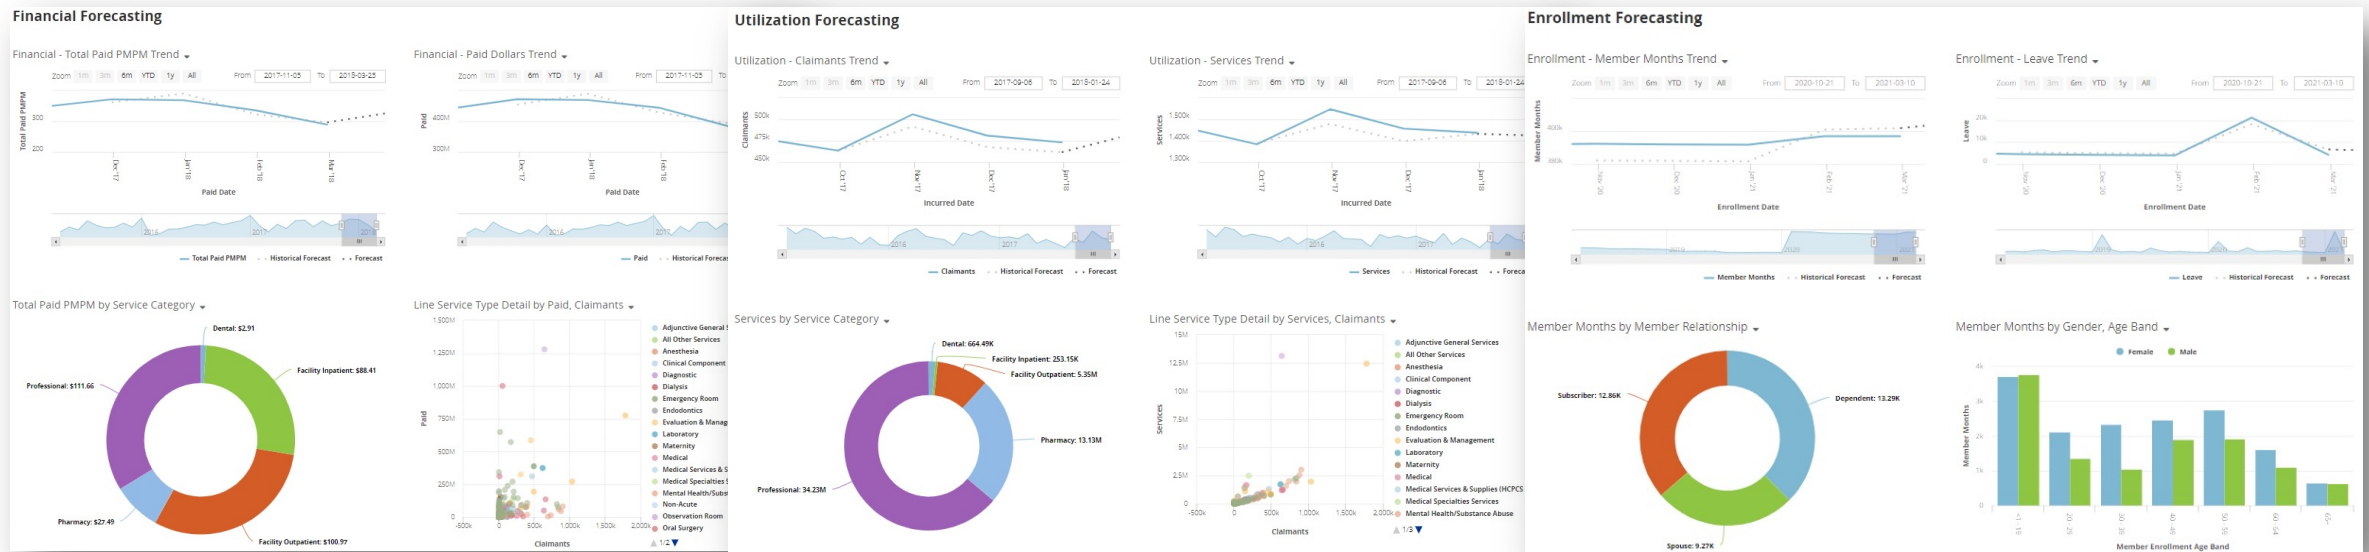 Financial Forecasting
Financial - Total Paid PMPM Trend
Zoom 1m 3m 6m YTD 1y All From 2017-11-05 To 2018-03-25
Total Paid PMPM
300
200
Dec '17 Jan '18 Feb '18 Mar '18
Paid Date
2016 2017 2018
Total Paid PMPM Historical Forecast Forecast
Financial - Paid Dollars Trend
Zoom 1m 3m 6m YTD 1y All From 2017-11-05 To
Paid
400M
300M
Dec '17 Jan '18 Feb '18
Paid Date
2016 2017
Paid Historical Forecas
Total Paid PMPM by Service Category
Dental: $2.91
Facility Inpatient: $88.41
Professional: $111.66
Pharmacy: $27.49
Facility Outpatient: $100.97
Line Service Type Detail by Paid, Claimants
1,500M
1,250M
1,000M
750M
500M
250M
0
Paid
-500k 0 500k 1,000k 1,500k 2,000k
Claimants
Adjunctive General S
All Other Services
Anesthesia
Clinical Component
Diagnostic
Dialysis
Emergency Room
Endodontics
Evaluation & Manag
Laboratory
Maternity
Medical
Medical Services & S
Medical Specialties S
Mental Health/Subst
Non-Acute
Observation Room
Oral Surgery
1/2
Utilization Forecasting
Utilization - Claimants Trend
Zoom 1m 3m 6m YTD 1y All From 2017-09-06 To 2018-01-24
Claimants
500k
475k
450k
Oct '17 Nov '17 Dec '17 Jan '18
Incurred Date
2016 2017
Claimants Historical Forecast Forecast
Utilization - Services Trend
Zoom 1m 3m 6m YTD 1y All From 2017-09-06 To 2018-01-24
Services
1,500k
1,400k
1,300k
Oct '17 Nov '17 Dec '17 Jan '18
Incurred Date
2016 2017
Services Historical Forecast Foreca
Services by Service Category
Dental: 664.49K
Facility Inpatient: 253.15K
Facility Outpatient: 5.35M
Pharmacy: 13.13M
Professional: 34.23M
Line Service Type Detail by Services, Claimants
15M
12.5M
10M
7.5M
5M
2.5M
0
Services
-500k 0 500k 1,000k 1,500k 2,000k
Claimants
Adjunctive General Services
All Other Services
Anesthesia
Clinical Component
Diagnostic
Dialysis
Emergency Room
Endodontics
Evaluation & Management
Laboratory
Maternity
Medical
Medical Services & Supplies (HCPCS
Medical Specialties Services
Mental Health/Substance Abuse
1/3
Enrollment Forecasting
Enrollment - Member Months Trend
Zoom 1m 3m 6m YTD 1y All From 2020-10-21 To 2021-03-10
Member Months
400k
380k
Nov '20 Dec '20 Jan '21 Feb '21 Mar '21
Enrollment Date
2019 2020 2021
Member Months Historical Forecast Forecast
Enrollment - Leave Trend
Zoom 1m 3m 6m YTD 1y All From 2020-10-21 To 2021-03-10
Leave
20k
10k
0
Nov '20 Dec '20 Jan '21 Feb '21 Mar '21
Enrollment Date
2019 2020
Leave Historical Forecast Forecast
Member Months by Member Relationship
Subscriber: 12.86K
Dependent: 13.29K
Spouse: 9.27K
Member Months by Gender, Age Band
Female Male
4k
3k
2k
1k
0
Member Months
<1 - 19 20 - 29 30 - 39 40 - 49 50 - 59 60 - 64 65+
Member Enrollment Age Band